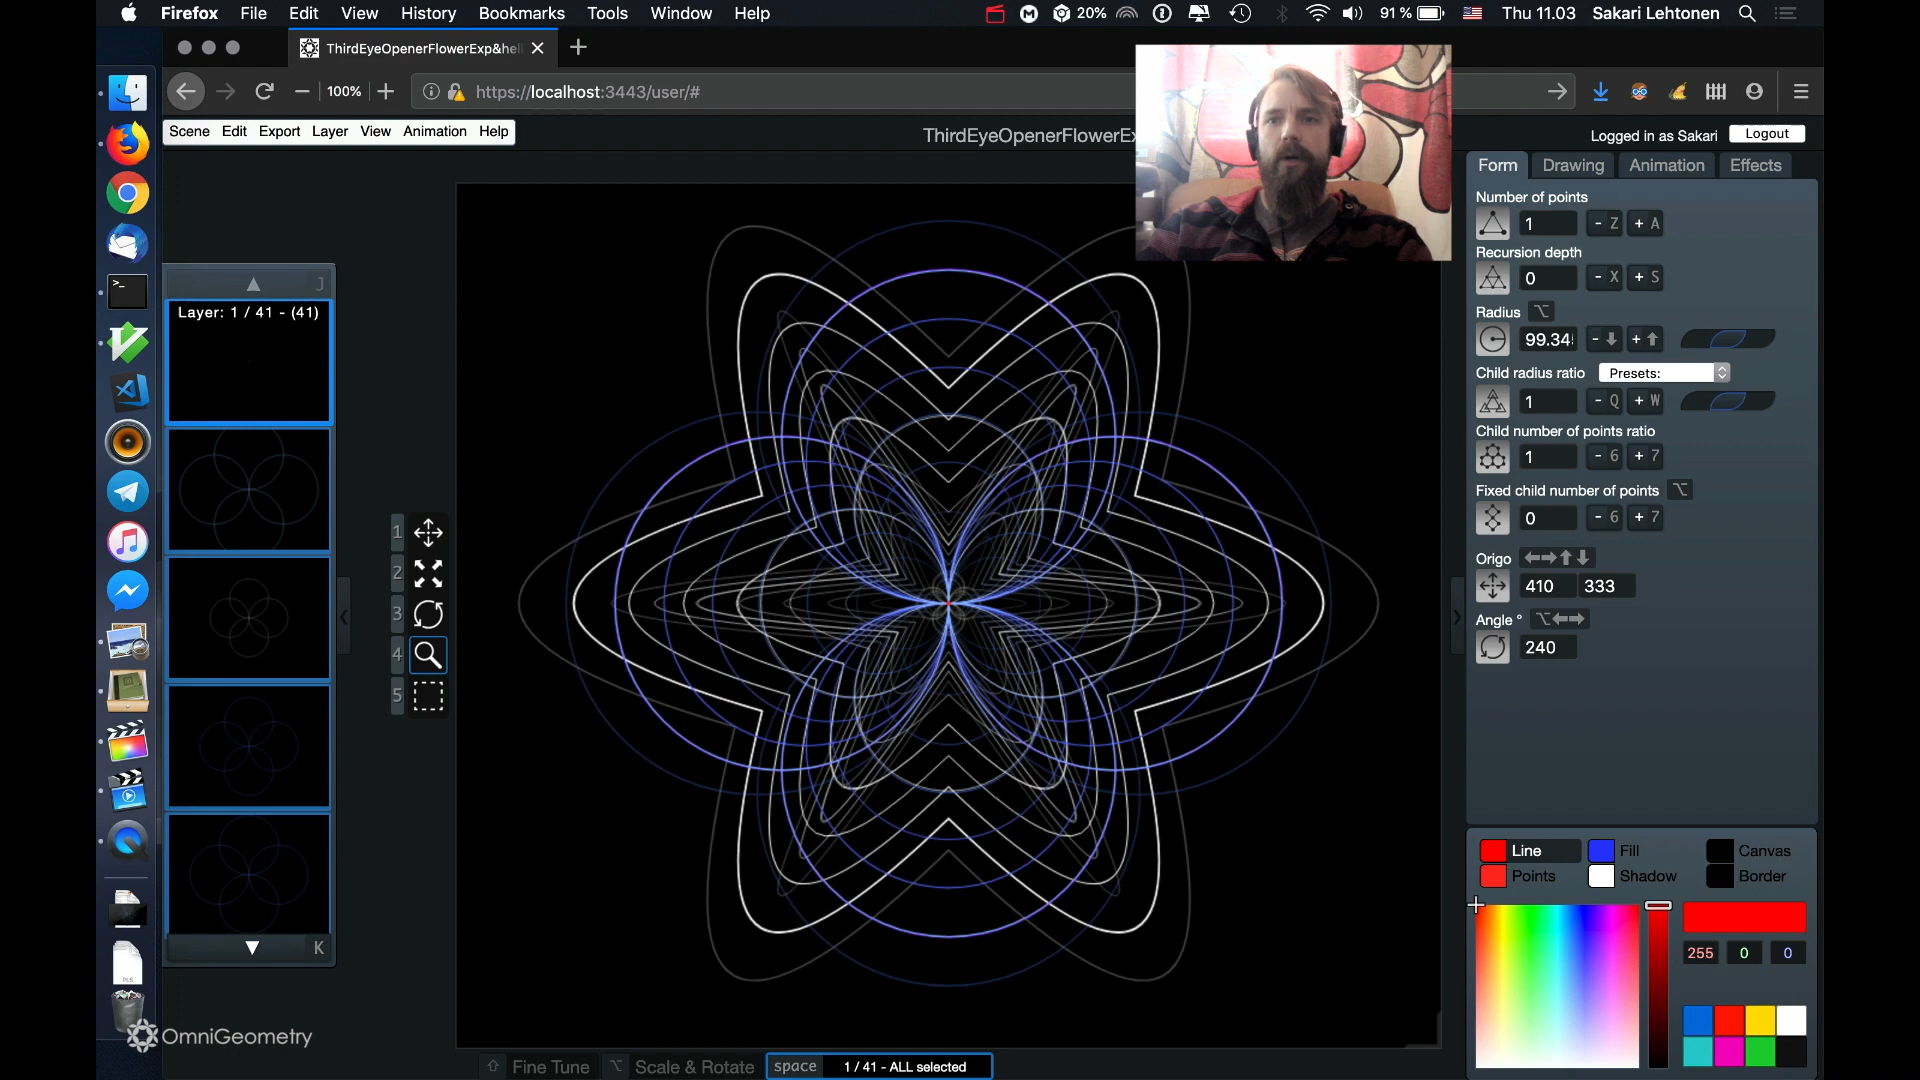 Firefox File Edit View History Bookmarks Tools Window Help
20% 91% Thu 11.03 Sakari Lehtonen
ThirdEyeOpenerFlowerExp&hel
100%
https://localhost:3443/user/#
Scene Edit Export Layer View Animation Help
ThirdEyeOpenerFlowerEx
Logged in as Sakari Logout
Form Drawing Animation Effects
Number of points
1 - Z + A
Recursion depth
0 - X + S
Radius
99.34
Child radius ratio Presets:
1 - Q + W
Child number of points ratio
1 - 6 + 7
Fixed child number of points
0 - 6 + 7
Origo
410 333
Angle °
240
J
Layer: 1 / 41 - (41)
K
1
2
3
4
5
Line Fill Canvas
Points Shadow Border
255 0 0
PLS
OmniGeometry
Fine Tune Scale & Rotate space 1 / 41 - ALL selected